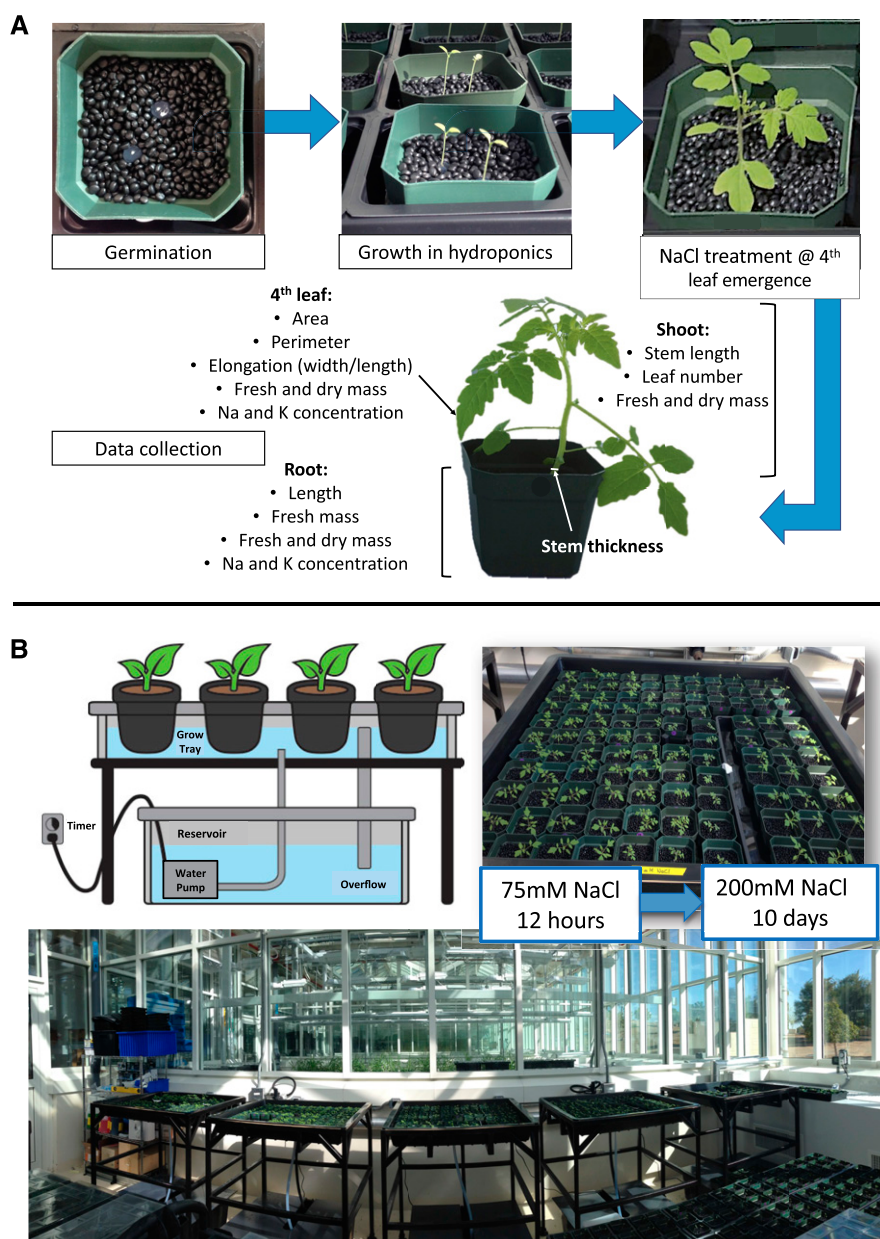 A
Germination
Growth in hydroponics
NaCl treatment @ 4th
leaf emergence
4th leaf:
• Area
• Perimeter
• Elongation (width/length)
• Fresh and dry mass
• Na and K concentration
Shoot:
• Stem length
• Leaf number
• Fresh and dry mass
Data collection
Root:
• Length
• Fresh mass
• Fresh and dry mass
• Na and K concentration
Stem thickness
B
Grow
Tray
Timer
Reservoir
Water
Pump
Overflow
NaCl
75mM NaCl
12 hours
200mM NaCl
10 days